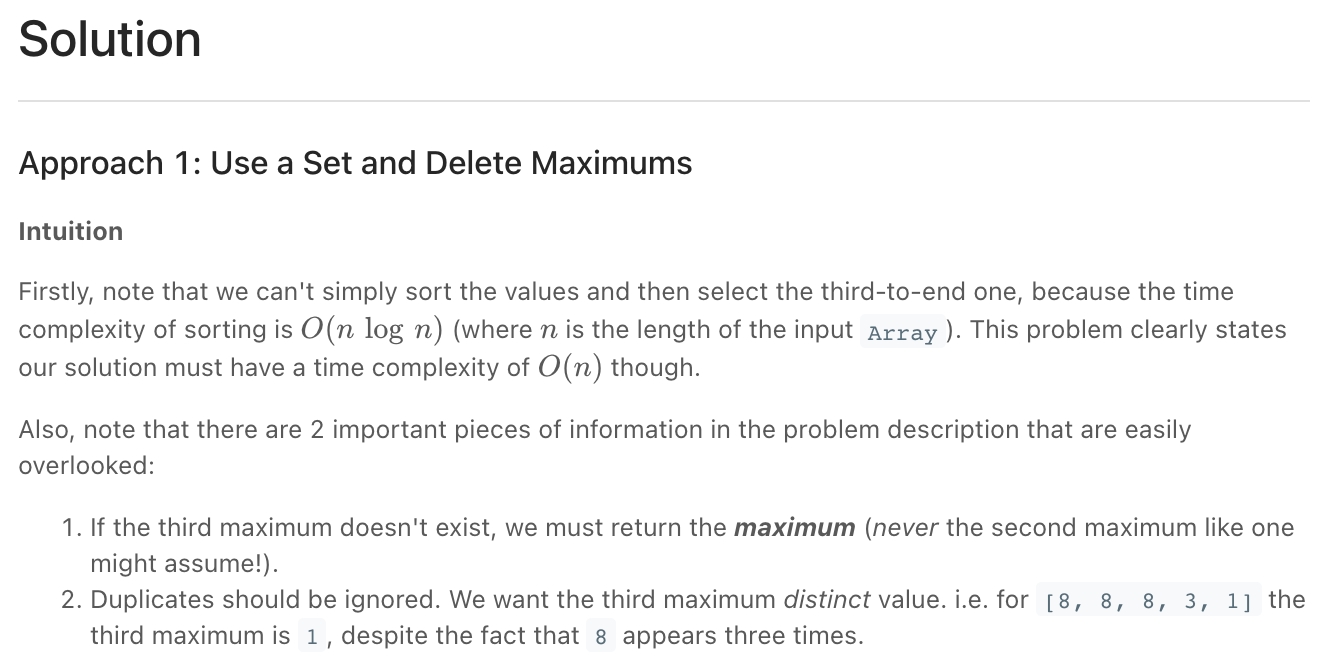 Solution
Approach 1: Use a Set and Delete Maximums
Intuition
Firstly, note that we can't simply sort the values and then select the third-to-end one, because the time
complexity of sorting is O(n log n) (where n is the length of the input Array ). This problem clearly states
our solution must have a time complexity of O(n) though.
Also, note that there are 2 important pieces of information in the problem description that are easily
overlooked:
1. If the third maximum doesn't exist, we must return the maximum (never the second maximum like one
might assume!).
2. Duplicates should be ignored. We want the third maximum distinct value. i.e. for [8, 8, 8, 3, 1] the
third maximum is 1 , despite the fact that 8 appears three times.